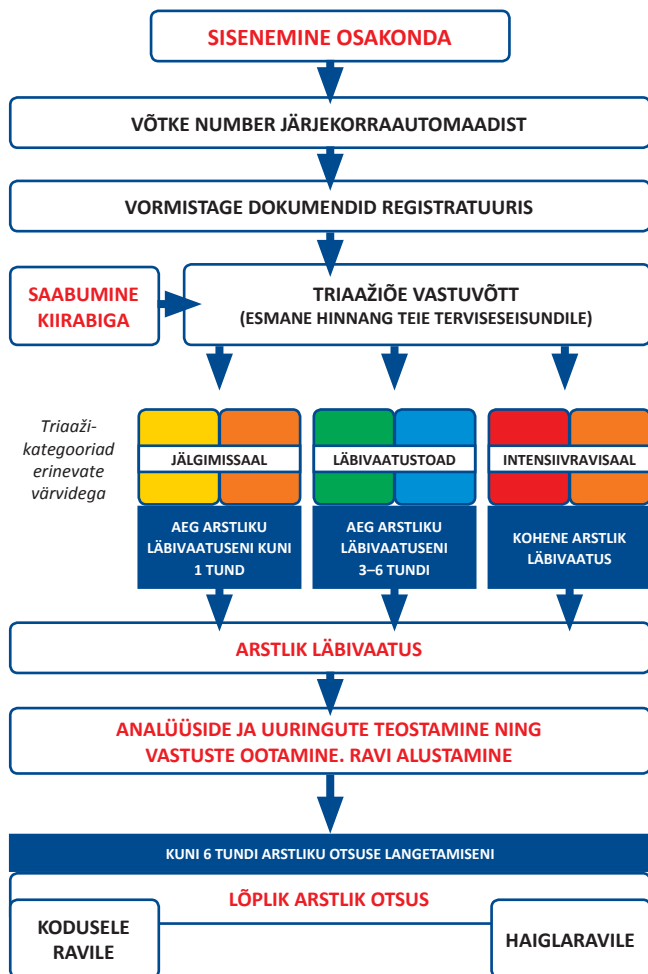 SISENEMINE OSAKONDA
VÕTKE NUMBER JÄRJEKORRAAUTOMAADIST
VORMISTAGE DOKUMENDID REGISTRATUURIS
SAABUMINE
KIIRABIGA
TRIAAŽIÕE VASTUVÕTT
(ESMANE HINNANG TEIE TERVISESEISUNDILE)
Triaaži-
kategooriad
erinevate
värvidega
JÄLGIMISSAAL
LÄBIVAATUSTOAD
INTENSIIVRAVISAAL
AEG ARSTLIKU
LÄBIVAATUSENI KUNI
1 TUND
AEG ARSTLIKU
LÄBIVAATUSENI
3–6 TUNDI
KOHENE ARSTLIK
LÄBIVAATUS
ARSTLIK LÄBIVAATUS
ANALÜÜSIDE JA UURINGUTE TEOSTAMINE NING
VASTUSTE OOTAMINE. RAVI ALUSTAMINE
KUNI 6 TUNDI ARSTLIKU OTSUSE LANGETAMISENI
LÕPLIK ARSTLIK OTSUS
KODUSELE
RAVILE
HAIGLARAVILE